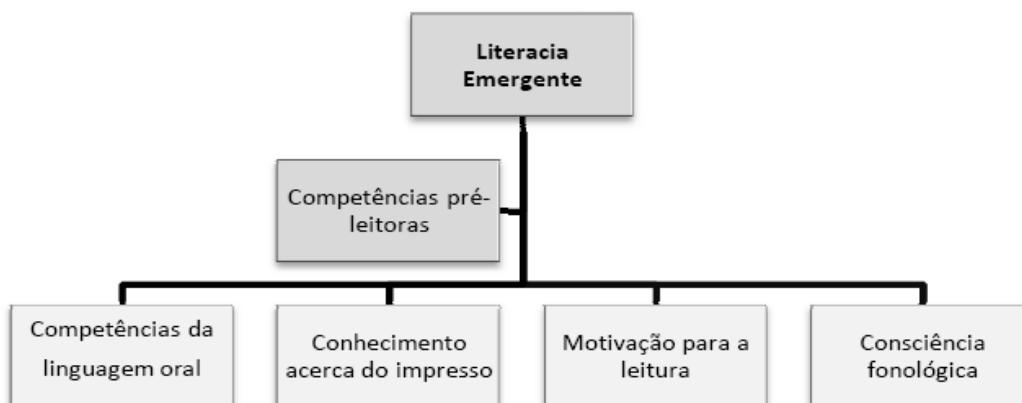 Literacia
Emergente
Competências pré-
leitoras
Competências da
linguagem oral
Conhecimento
acerca do impresso
Motivação para a
leitura
Consciência
fonológica